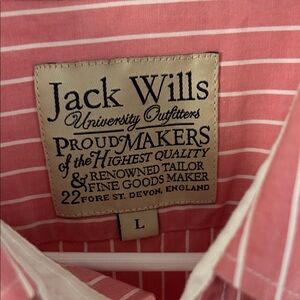 Jack Wills
University Outfitters
PROUD MAKERS
of the HIGHEST QUALITY
& RENOWNED TAILOR
FINE GOODS MAKER
22 FORE ST. DEVON, ENGLAND
L